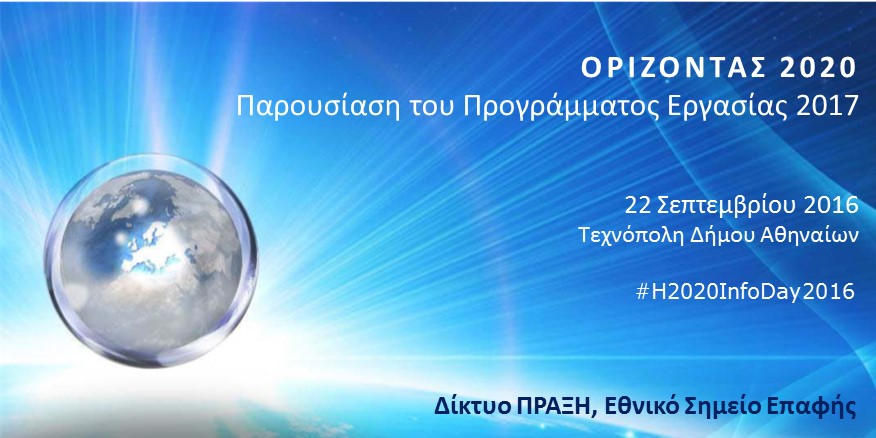 ΟΡΙΖΟΝΤΑΣ 2020
Παρουσίαση του Προγράμματος Εργασίας 2017
22 Σεπτεμβρίου 2016
Τεχνόπολη Δήμου Αθηναίων
#H2020InfoDay2016
Δίκτυο ΠΡΑΞΗ, Εθνικό Σημείο Επαφής